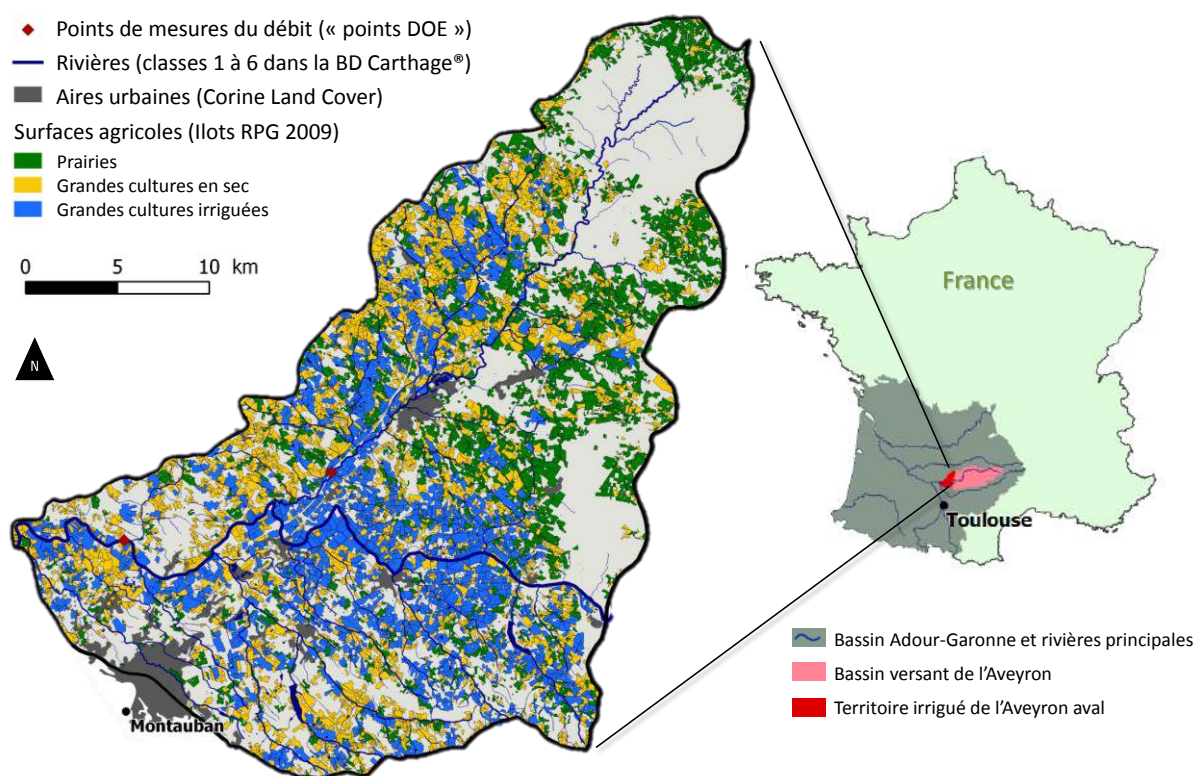 Points de mesures du débit (« points DOE »)
Rivières (classes 1 à 6 dans la BD Carthage®)
Aires urbaines (Corine Land Cover)
Surfaces agricoles (Ilots RPG 2009)
Prairies
Grandes cultures en sec
Grandes cultures irriguées
0 5 10 km
N
Montauban
France
Toulouse
Bassin Adour-Garonne et rivières principales
Bassin versant de l’Aveyron
Territoire irrigué de l’Aveyron aval